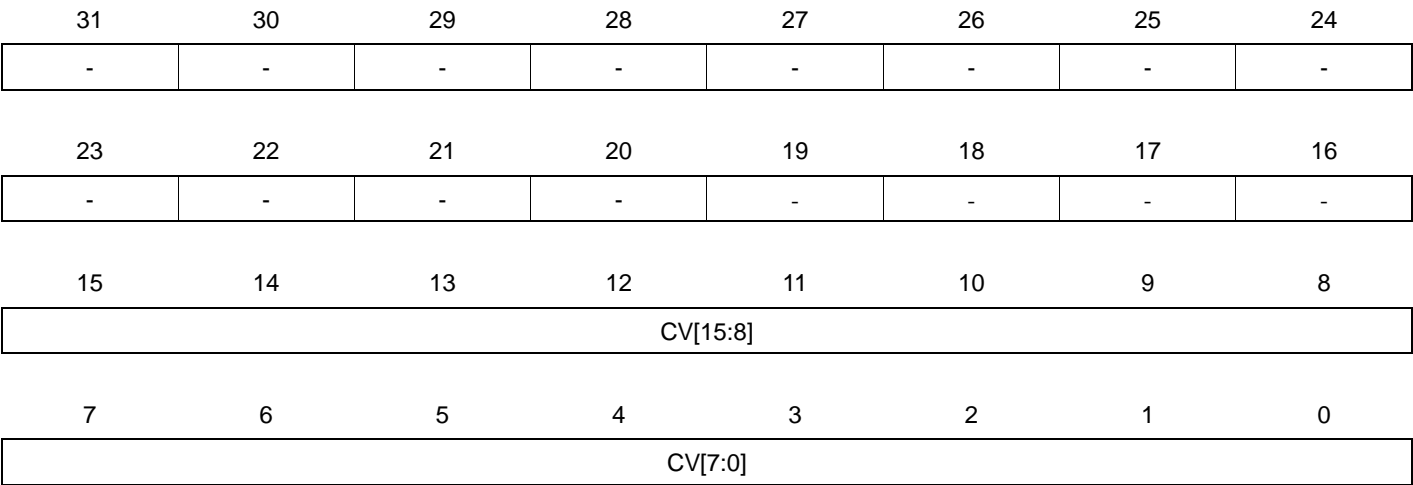 31 30 29 28 27 26 25 24
- - - - - - - -
23 22 21 20 19 18 17 16
- - - - - - - -
15 14 13 12 11 10 9 8
CV[15:8]
7 6 5 4 3 2 1 0
CV[7:0]